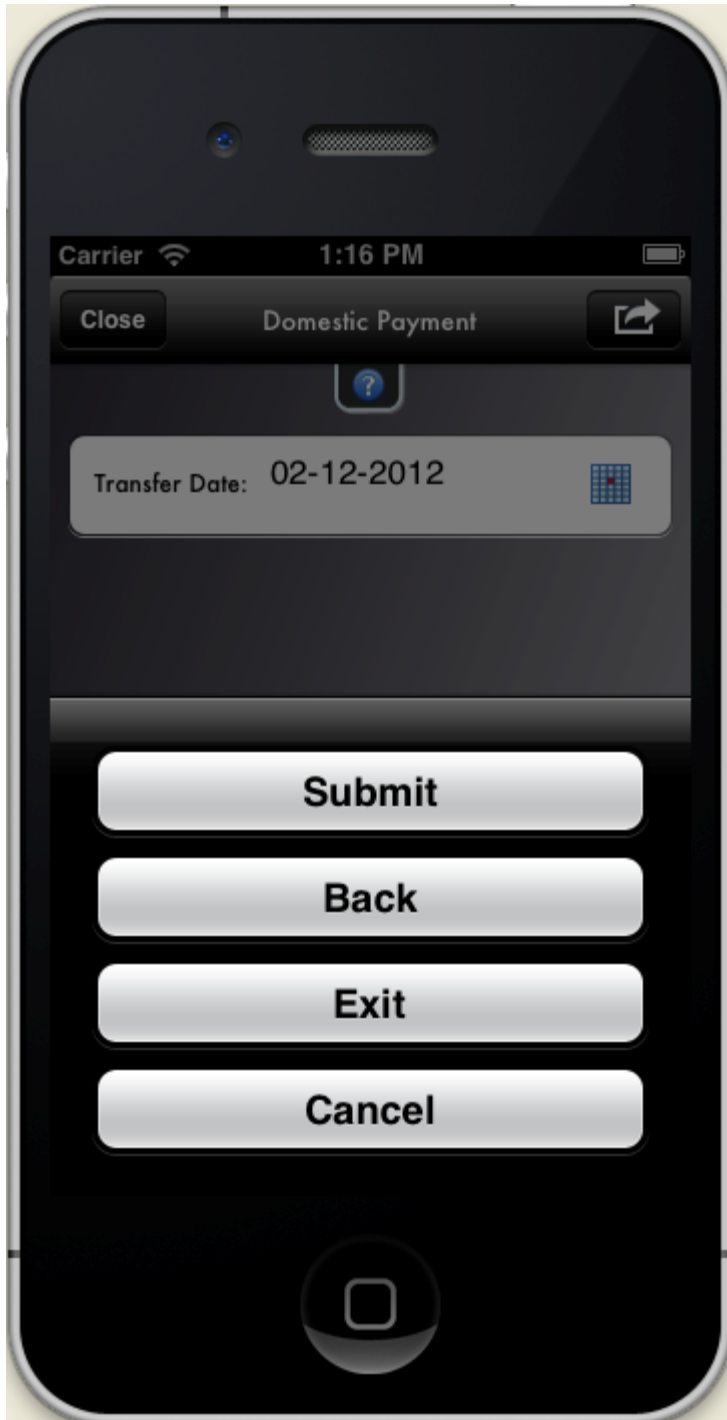 Carrier 1:16 PM
Close Domestic Payment
?
Transfer Date: 02-12-2012
Submit
Back
Exit
Cancel